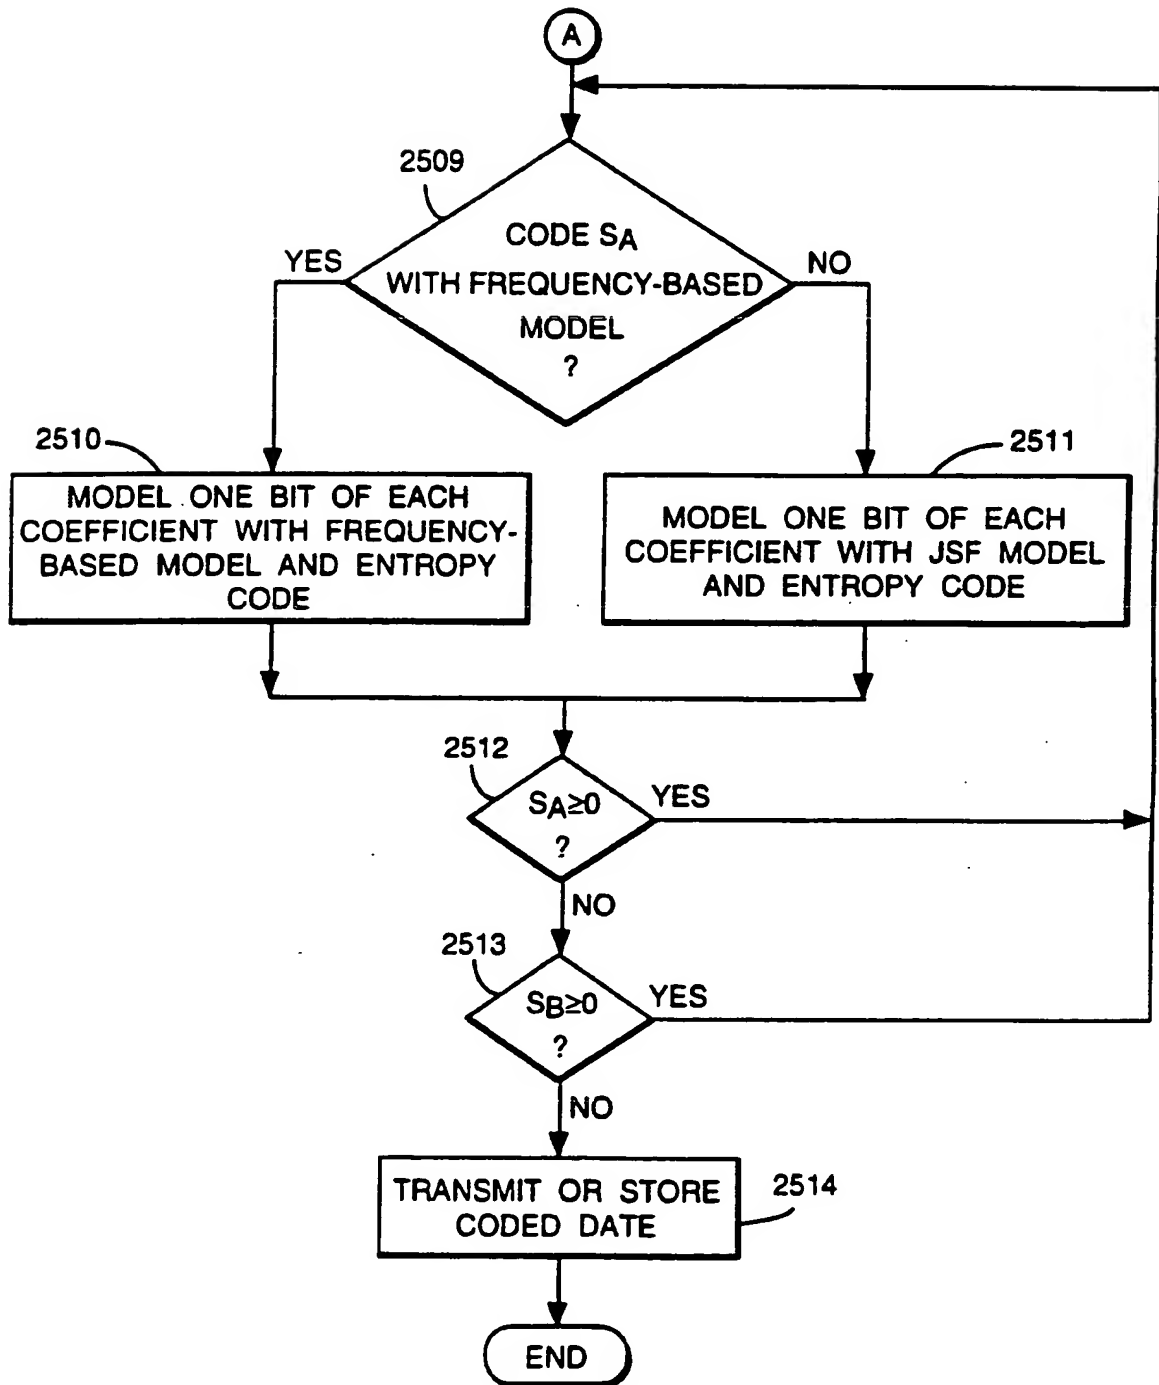 A
2509
CODE SA
WITH FREQUENCY-BASED
MODEL
?
YES
NO
2510
MODEL ONE BIT OF EACH
COEFFICIENT WITH FREQUENCY-
BASED MODEL AND ENTROPY
CODE
2511
MODEL ONE BIT OF EACH
COEFFICIENT WITH JSF MODEL
AND ENTROPY CODE
2512
SA≥0
?
YES
NO
2513
SB≥0
?
YES
NO
TRANSMIT OR STORE
CODED DATE
2514
END